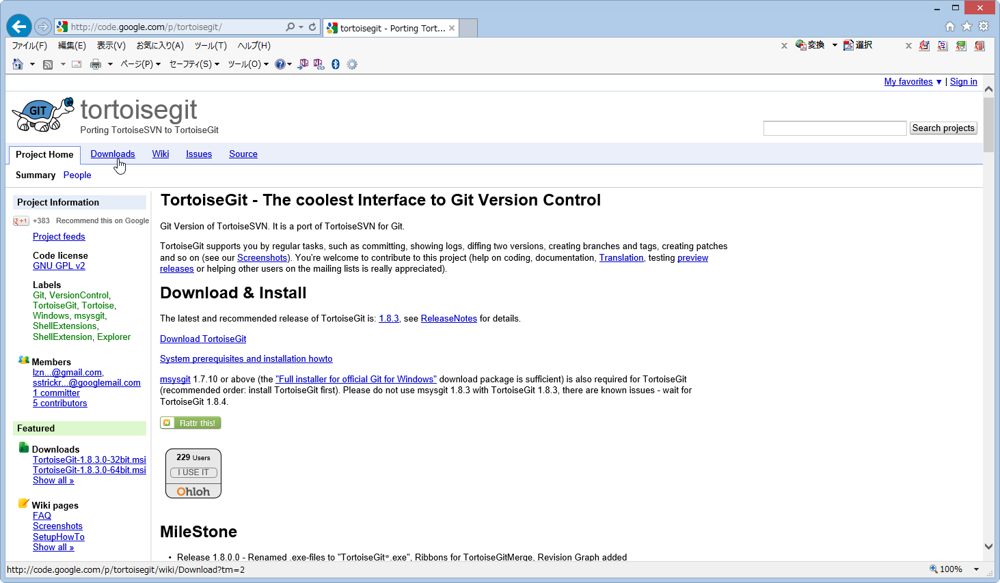 http://code.google.com/p/tortoisegit/
tortoisegit - Porting Tort...
ファイル(F) 編集(E) 表示(V) お気に入り(A) ツール(T) ヘルプ(H)
変換 選択
ページ(P) セーフティ(S) ツール(O)
My favorites ▼ | Sign in
GIT
tortoisegit
Porting TortoiseSVN to TortoiseGit
Search projects
Project Home Downloads Wiki Issues Source
Summary People
Project Information
+1 +383 Recommend this on Google
Project feeds
Code license
GNU GPL v2
Labels
Git, VersionControl,
TortoiseGit, Tortoise,
Windows, msysgit,
ShellExtensions,
ShellExtension, Explorer
Members
lzn...@gmail.com,
sstrickr...@googlemail.com
1 committer
5 contributors
Featured
Downloads
TortoiseGit-1.8.3.0-32bit.msi
TortoiseGit-1.8.3.0-64bit.msi
Show all »
Wiki pages
FAQ
Screenshots
SetupHowTo
Show all »
TortoiseGit - The coolest Interface to Git Version Control
Git Version of TortoiseSVN. It is a port of TortoiseSVN for Git.
TortoiseGit supports you by regular tasks, such as committing, showing logs, diffing two versions, creating branches and tags, creating patches
and so on (see our Screenshots). You're welcome to contribute to this project (help on coding, documentation, Translation, testing preview
releases or helping other users on the mailing lists is really appreciated).
Download & Install
The latest and recommended release of TortoiseGit is: 1.8.3, see ReleaseNotes for details.
Download TortoiseGit
System prerequisites and installation howto
msysgit 1.7.10 or above (the "Full installer for official Git for Windows" download package is sufficient) is also required for TortoiseGit
(recommended order: install TortoiseGit first). Please do not use msysgit 1.8.3 with TortoiseGit 1.8.3, there are known issues - wait for
TortoiseGit 1.8.4.
Flattr this!
229 Users
I USE IT
Ohloh
MileStone
• Release 1.8.0.0 - Renamed .exe-files to "TortoiseGit*.exe", Ribbons for TortoiseGitMerge, Revision Graph added
http://code.google.com/p/tortoisegit/wiki/Download?tm=2
100%